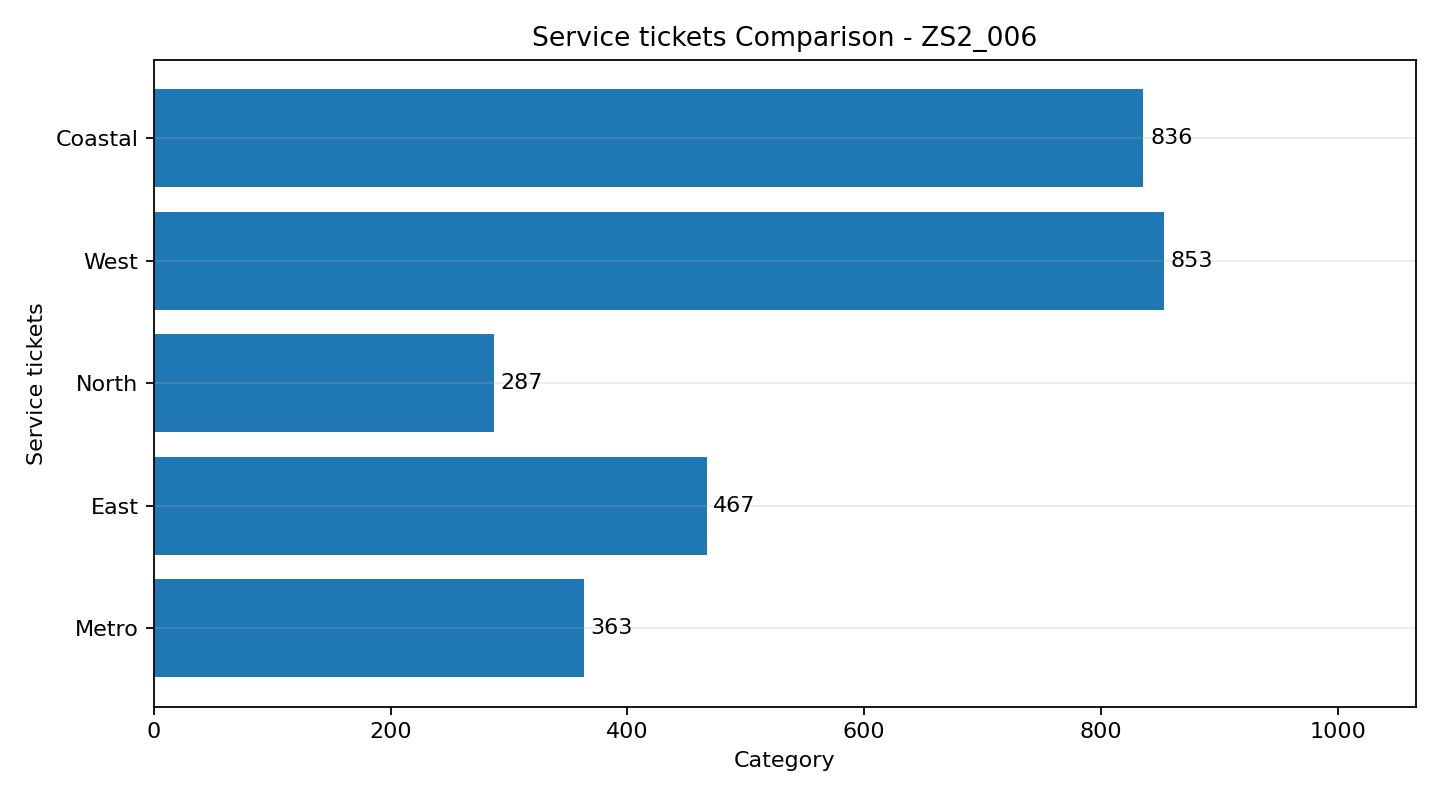 Service tickets Comparison - ZS2_006
Service tickets
Coastal
836
West
853
North
287
East
467
Metro
363
0 200 400 600 800 1000
Category